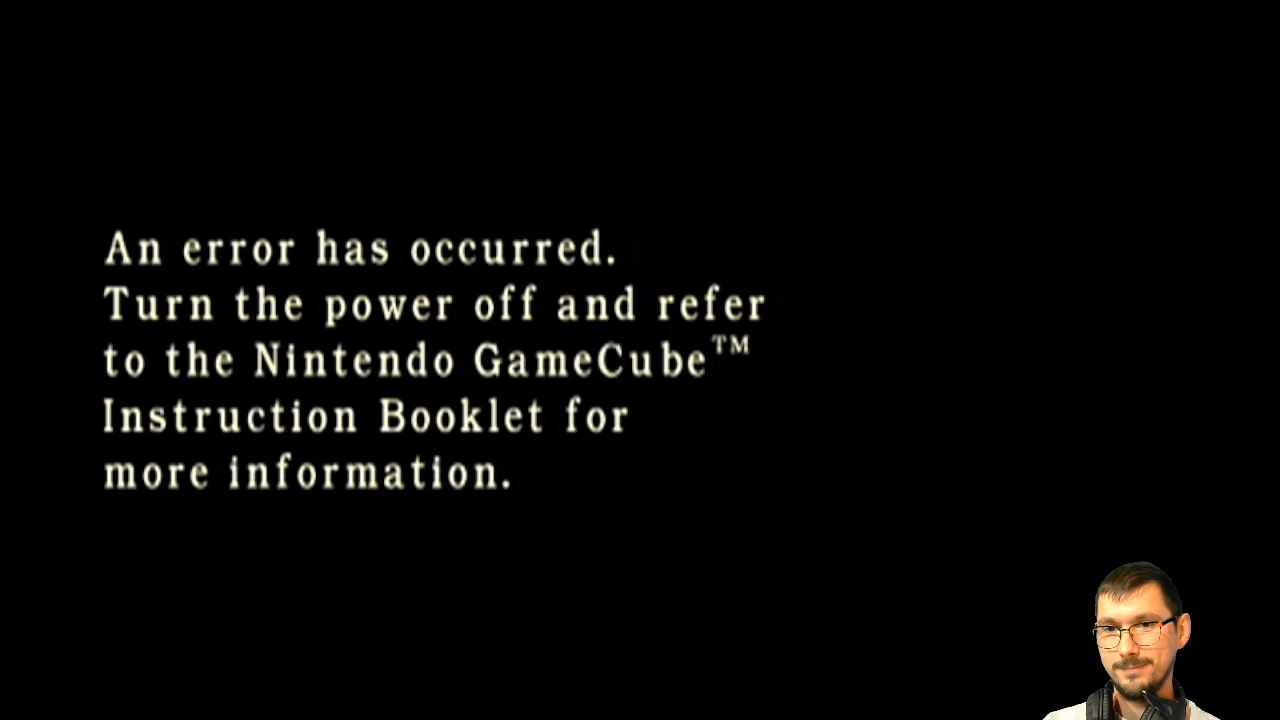 An error has occurred.
Turn the power off and refer
to the Nintendo GameCube™
Instruction Booklet for
more information.